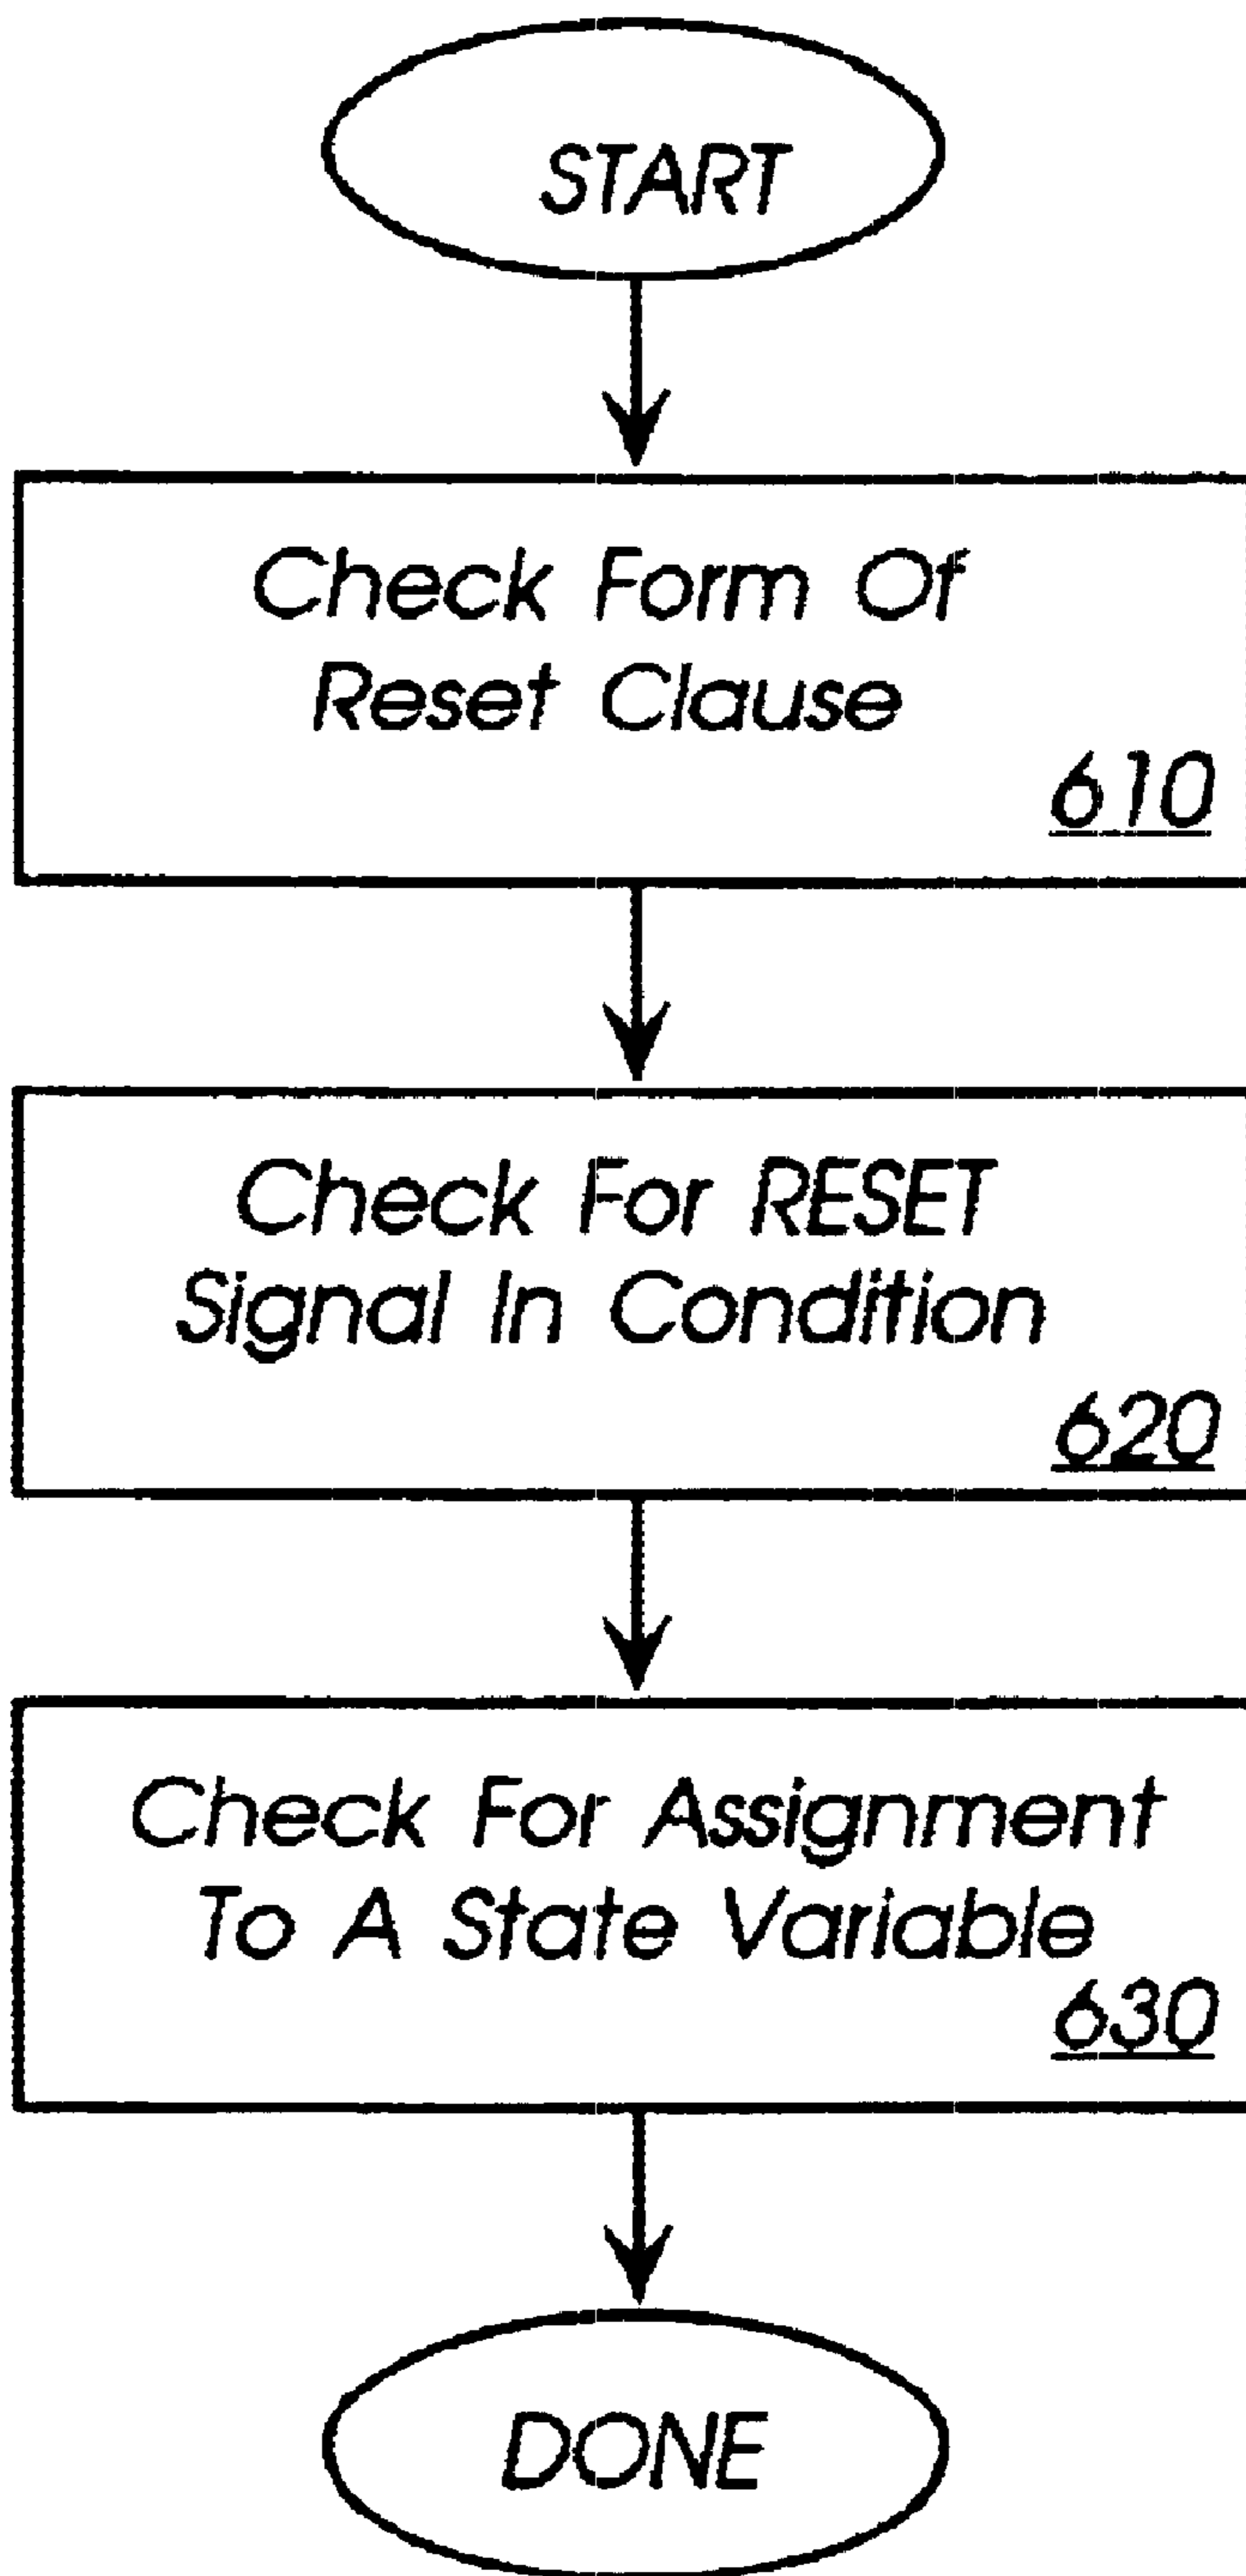 START
Check Form Of
Reset Clause
610
Check For RESET
Signal In Condition
620
Check For Assignment
To A State Variable
630
DONE